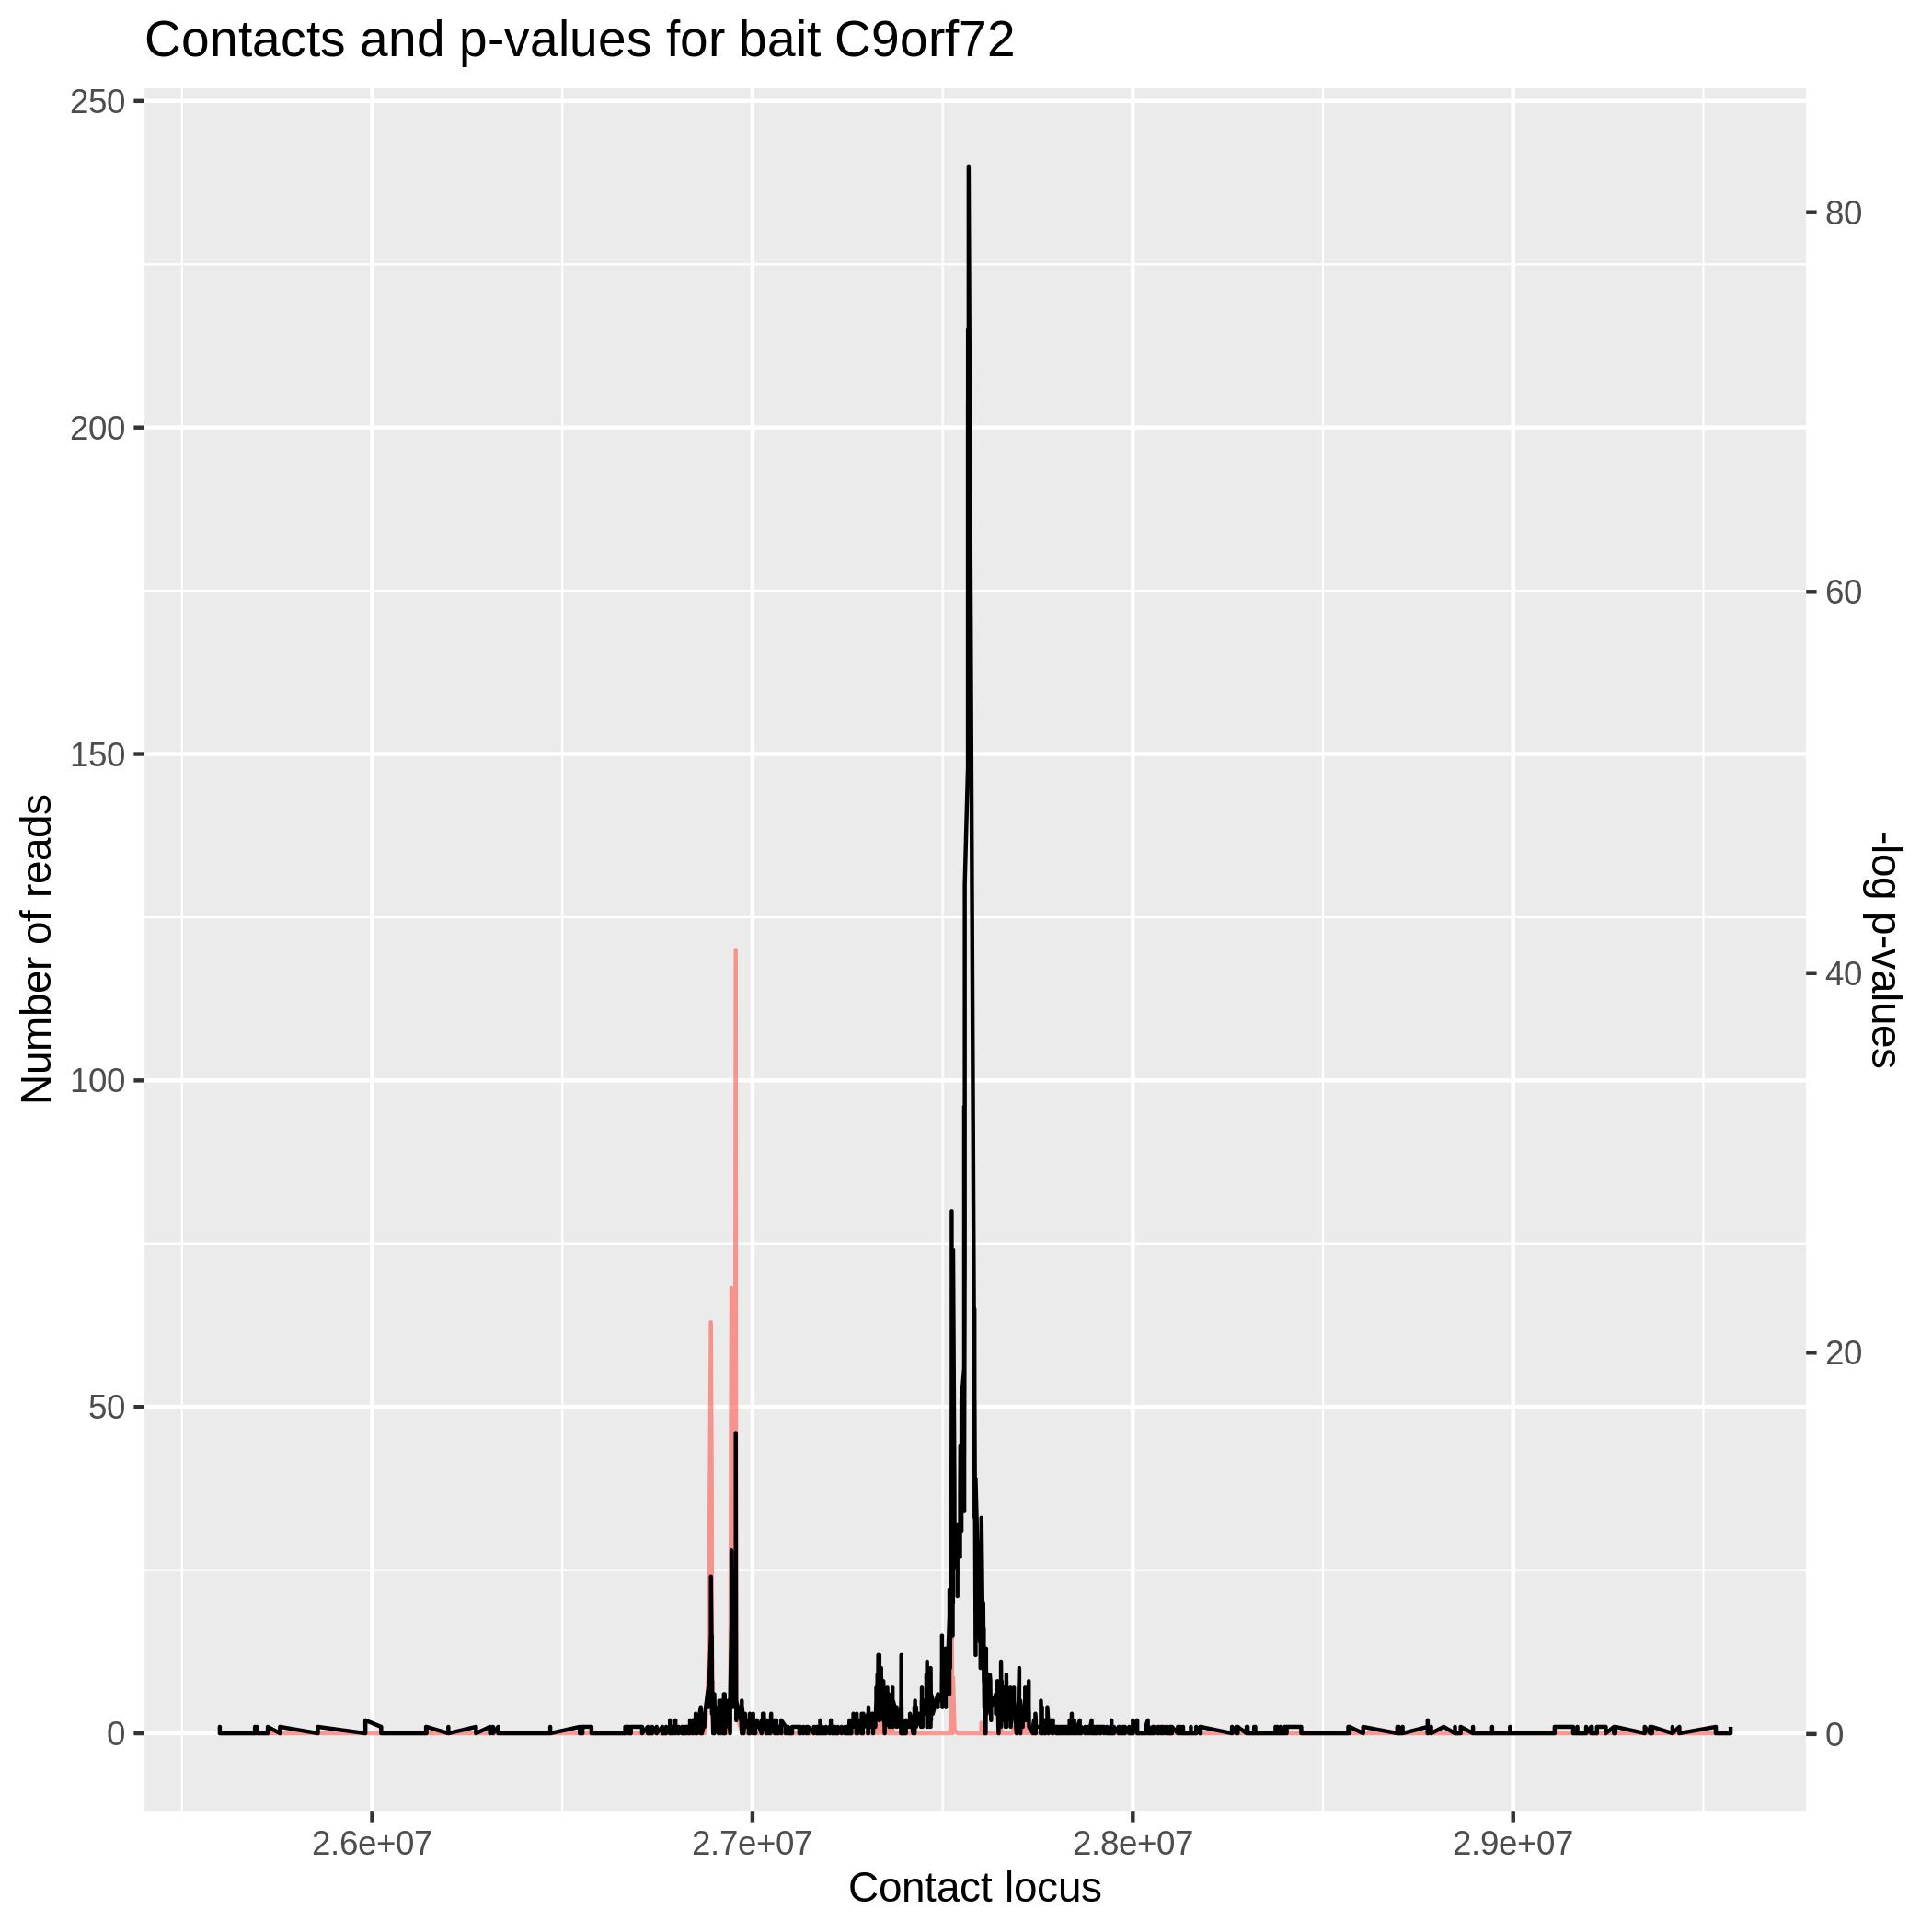 Contacts and p-values for bait C9orf72
250
200
150
100
50
0
Number of reads
80
60
40
20
0
-log p-values
2.6e+07
2.7e+07
2.8e+07
2.9e+07
Contact locus